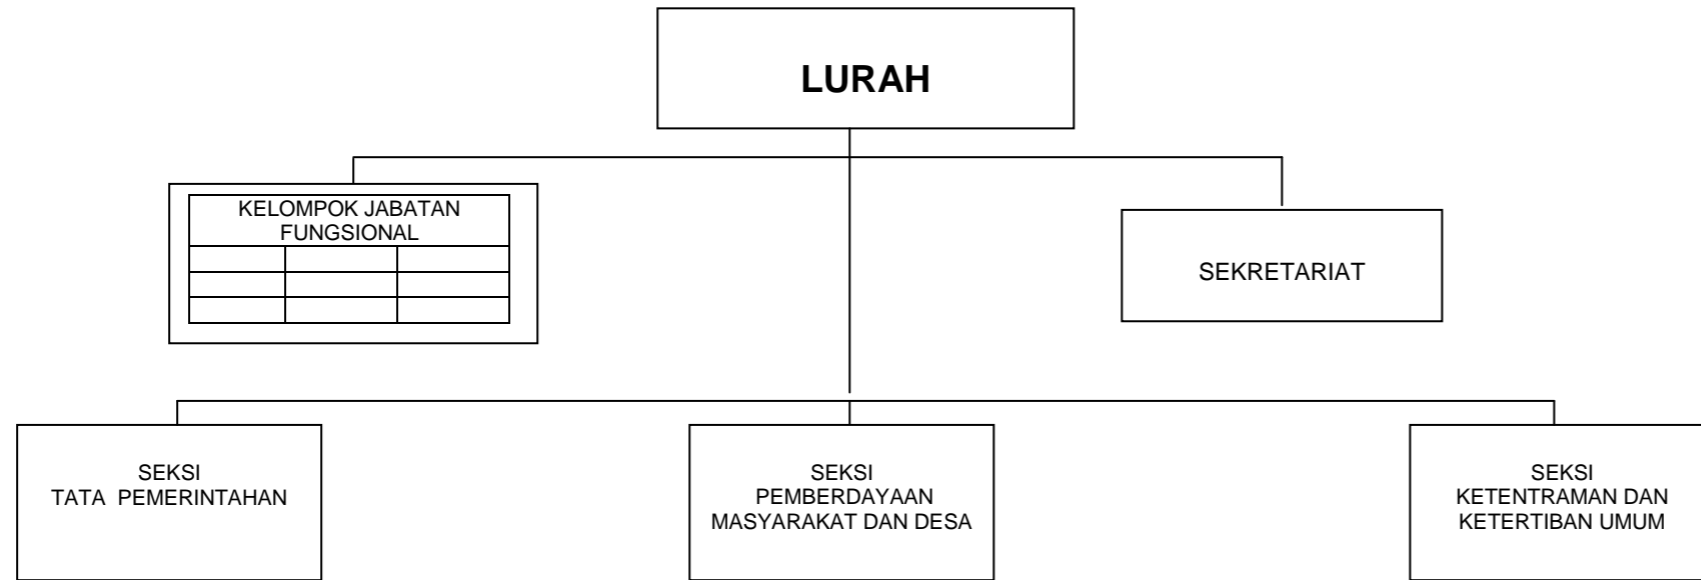 LURAH
KELOMPOK JABATAN
FUNGSIONAL
SEKRETARIAT
SEKSI
TATA PEMERINTAHAN
SEKSI
PEMBERDAYAAN
MASYARAKAT DAN DESA
SEKSI
KETENTRAMAN DAN
KETERTIBAN UMUM